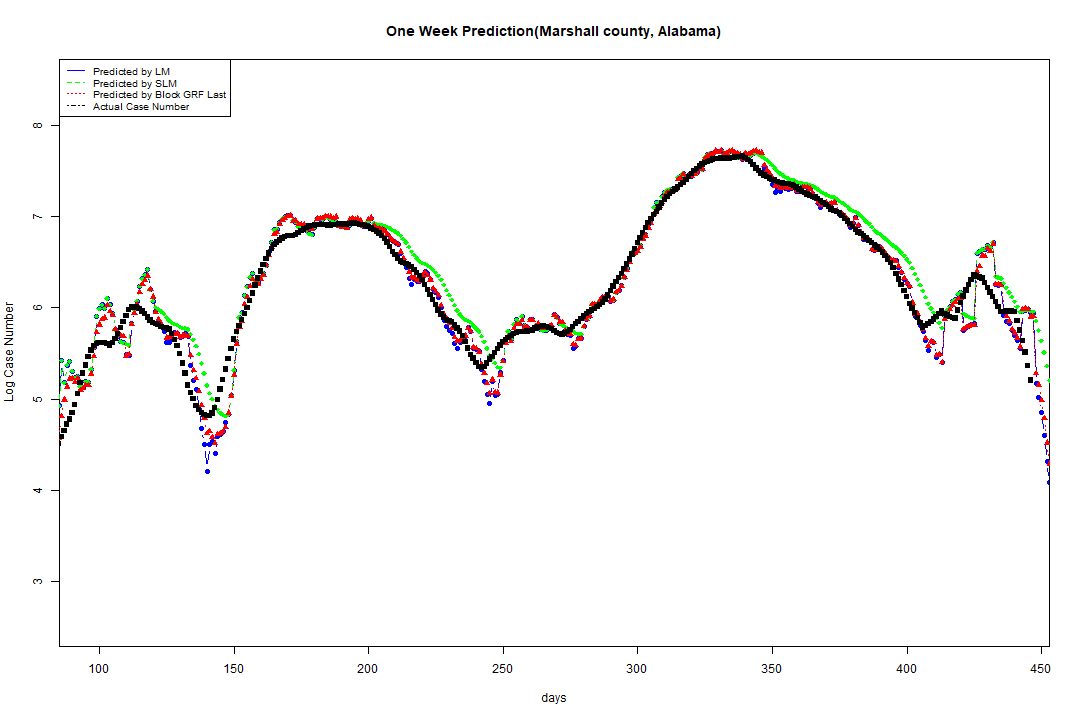 One Week Prediction(Marshall county, Alabama)
Predicted by LM
Predicted by SLM
Predicted by Block GRF Last
Actual Case Number
8
7
6
5
4
3
Log Case Number
100 150 200 250 300 350 400 450
days